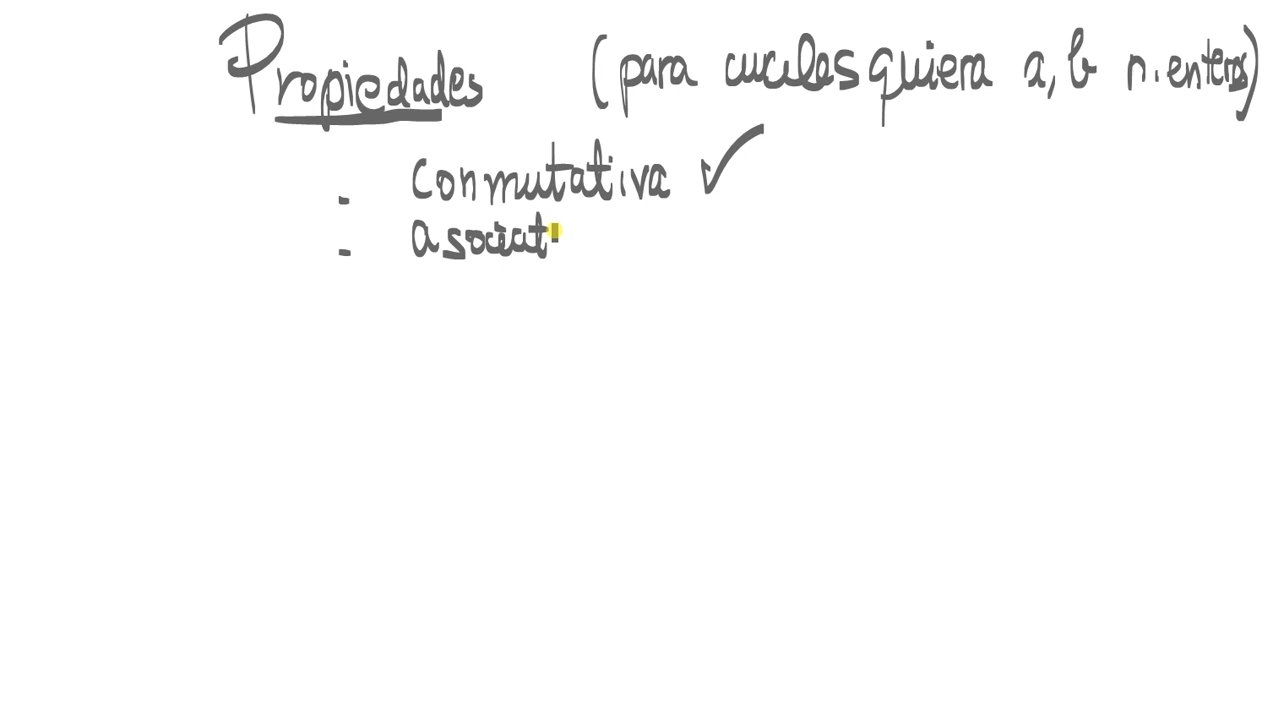 Propiedades (para cualesquiera a, b n. enteros)
- conmutativa ✓
- asociat